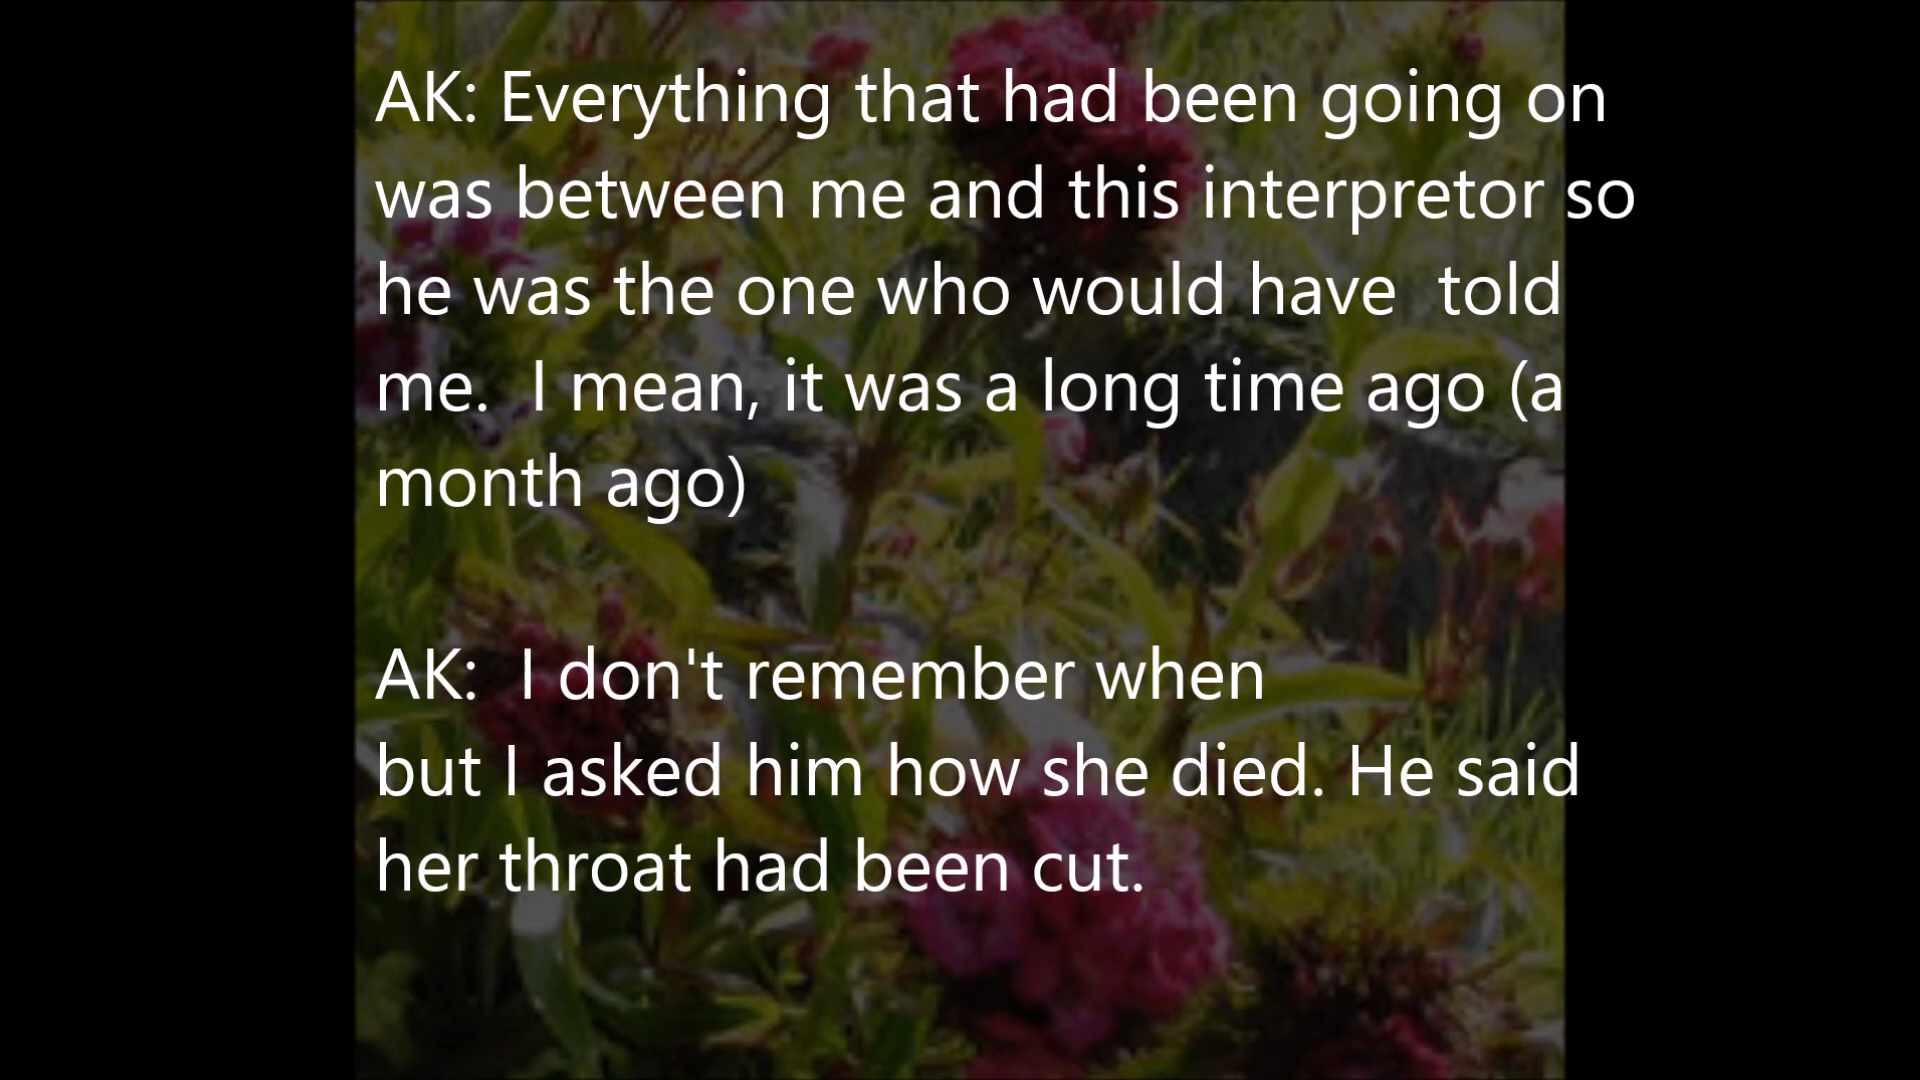 AK: Everything that had been going on
was between me and this interpretor so
he was the one who would have  told
me.  I mean, it was a long time ago (a
month ago)
AK:  I don't remember when
but I asked him how she died. He said
her throat had been cut.